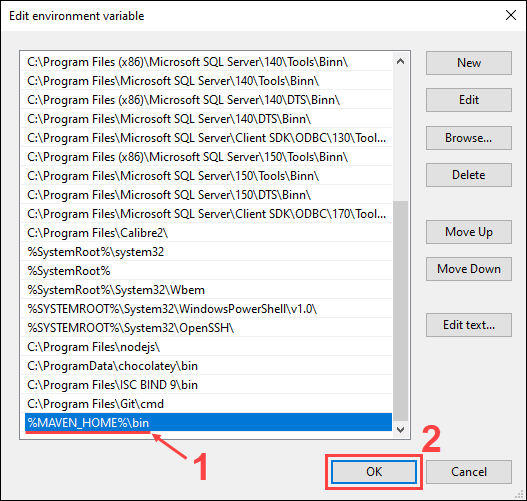 Edit environment variable
C:\Program Files (x86)\Microsoft SQL Server\140\Tools\Binn\
C:\Program Files\Microsoft SQL Server\140\Tools\Binn\
C:\Program Files (x86)\Microsoft SQL Server\140\DTS\Binn\
C:\Program Files\Microsoft SQL Server\140\DTS\Binn\
C:\Program Files\Microsoft SQL Server\Client SDK\ODBC\130\Tool...
C:\Program Files (x86)\Microsoft SQL Server\150\Tools\Binn\
C:\Program Files\Microsoft SQL Server\150\Tools\Binn\
C:\Program Files\Microsoft SQL Server\150\DTS\Binn\
C:\Program Files\Microsoft SQL Server\Client SDK\ODBC\170\Tool...
C:\Program Files\Calibre2\
%SystemRoot%\system32
%SystemRoot%
%SystemRoot%\System32\Wbem
%SYSTEMROOT%\System32\WindowsPowerShell\v1.0\
%SYSTEMROOT%\System32\OpenSSH\
C:\Program Files\nodejs\
C:\ProgramData\chocolatey\bin
C:\Program Files\ISC BIND 9\bin
C:\Program Files\Git\cmd
%MAVEN_HOME%\bin
1
New
Edit
Browse...
Delete
Move Up
Move Down
Edit text...
2
OK
Cancel